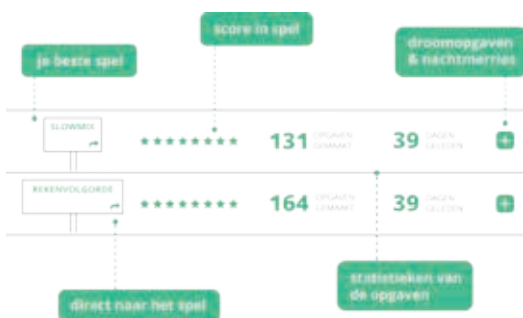 score in spel
droomopgaven
& nachtmerries
je beste spel
SLOWMIX
131 OPGAVEN GEMAAKT
39 DAGEN GELEDEN
REKENVOLGORDE
164 OPGAVEN GEMAAKT
39 DAGEN GELEDEN
statistieken van
de opgaven
direct naar het spel